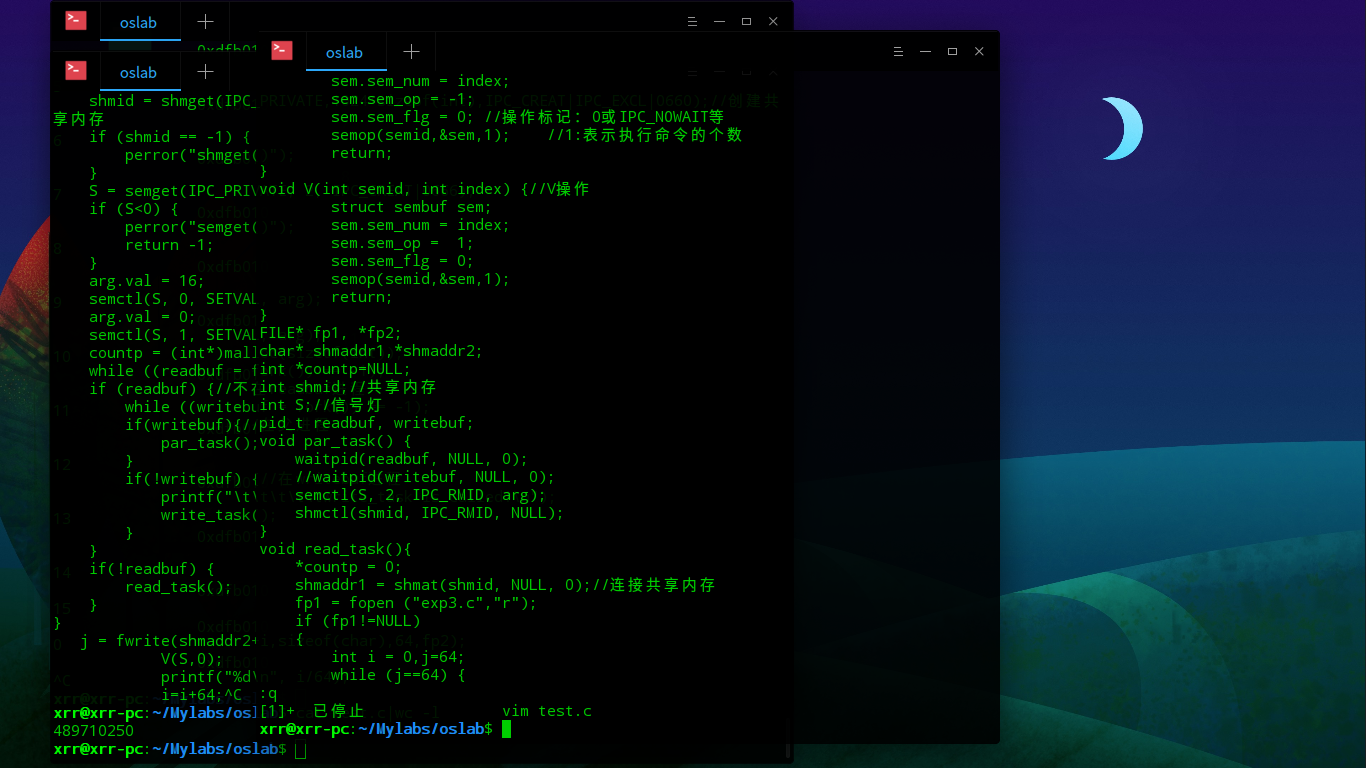 oslab
oslab
oslab
shmid = shmget(IPC_PRIVATE
享内存
if (shmid == -1) {
perror("shmget()");
}
S = semget(IPC_PRI
if (S<0) {
perror("semget()");
return -1;
}
arg.val = 16;
semctl(S, 0, SETVAL, arg);
arg.val = 0;
semctl(S, 1, SETVAL
countp = (int*)mall
while ((readbuf = f
if (readbuf) {//不
while ((writebu
if(writebuf){//
par_task();
}
if(!writebuf) {//在
printf("\t\t
write_task();
}
}
if(!readbuf) {
read_task();
}
}
j = fwrite(shmaddr2+i,sizeof(char),64,fp2);
V(S,0);
printf("%d\n", i/64);
i=i+64;^C
xrr@xrr-pc:~/Mylabs/osl
489710250
xrr@xrr-pc:~/Mylabs/oslab$
sem.sem_num = index;
sem.sem_op = -1;
sem.sem_flg = 0; //操作标记：0或IPC_NOWAIT等
semop(semid,&sem,1); //1:表示执行命令的个数
return;
}
void V(int semid, int index) {//V操作
struct sembuf sem;
sem.sem_num = index;
sem.sem_op = 1;
sem.sem_flg = 0;
semop(semid,&sem,1);
return;
}
FILE* fp1, *fp2;
char* shmaddr1,*shmaddr2;
int *countp=NULL;
int shmid;//共享内存
int S;//信号灯
pid_t readbuf, writebuf;
void par_task() {
waitpid(readbuf, NULL, 0);
//waitpid(writebuf, NULL, 0);
semctl(S, 2, IPC_RMID, arg);
shmctl(shmid, IPC_RMID, NULL);
}
void read_task(){
*countp = 0;
shmaddr1 = shmat(shmid, NULL, 0);//连接共享内存
fp1 = fopen ("exp3.c","r");
if (fp1!=NULL)
{
int i = 0,j=64;
while (j==64) {
:q
[1]+ 已停止 vim test.c
xrr@xrr-pc:~/Mylabs/oslab$